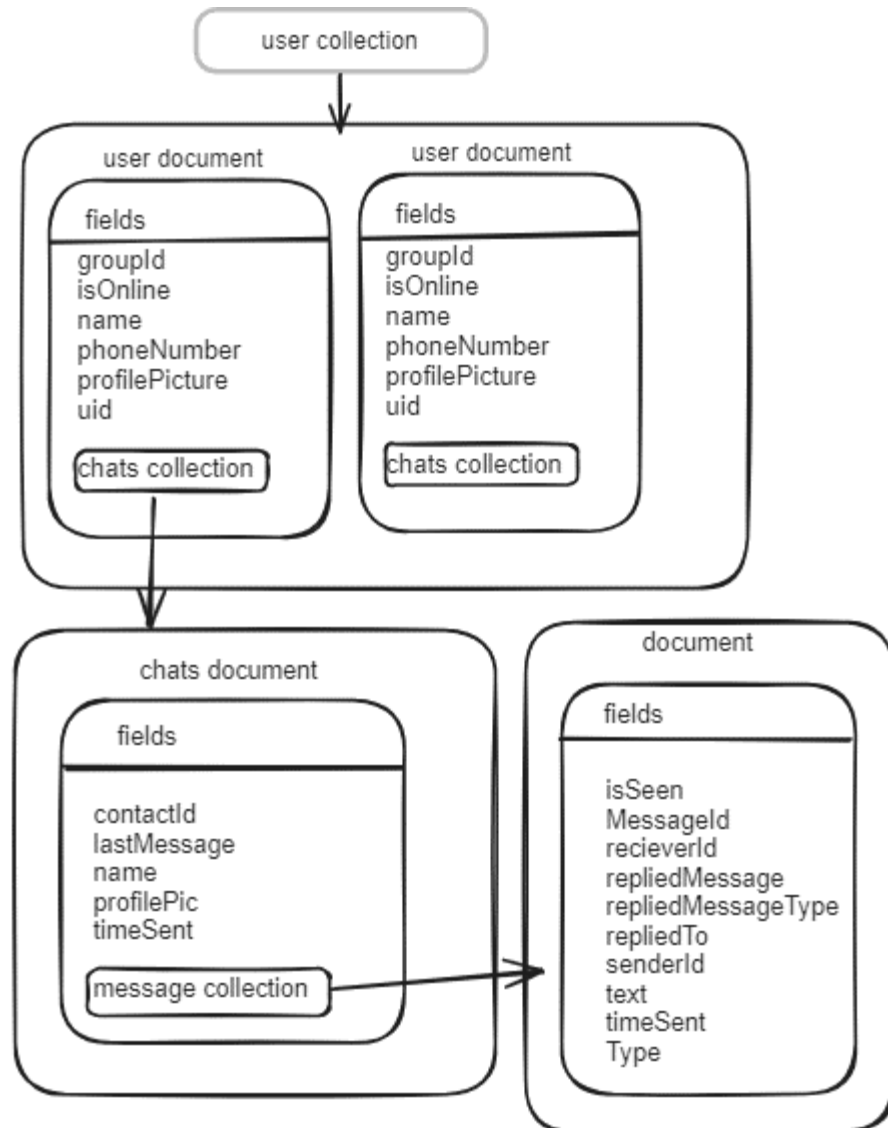 user collection
user document
fields
groupId
isOnline
name
phoneNumber
profilePicture
uid
chats collection
user document
fields
groupId
isOnline
name
phoneNumber
profilePicture
uid
chats collection
chats document
fields
contactId
lastMessage
name
profilePic
timeSent
message collection
document
fields
isSeen
MessageId
recieverId
repliedMessage
repliedMessageType
repliedTo
senderId
text
timeSent
Type